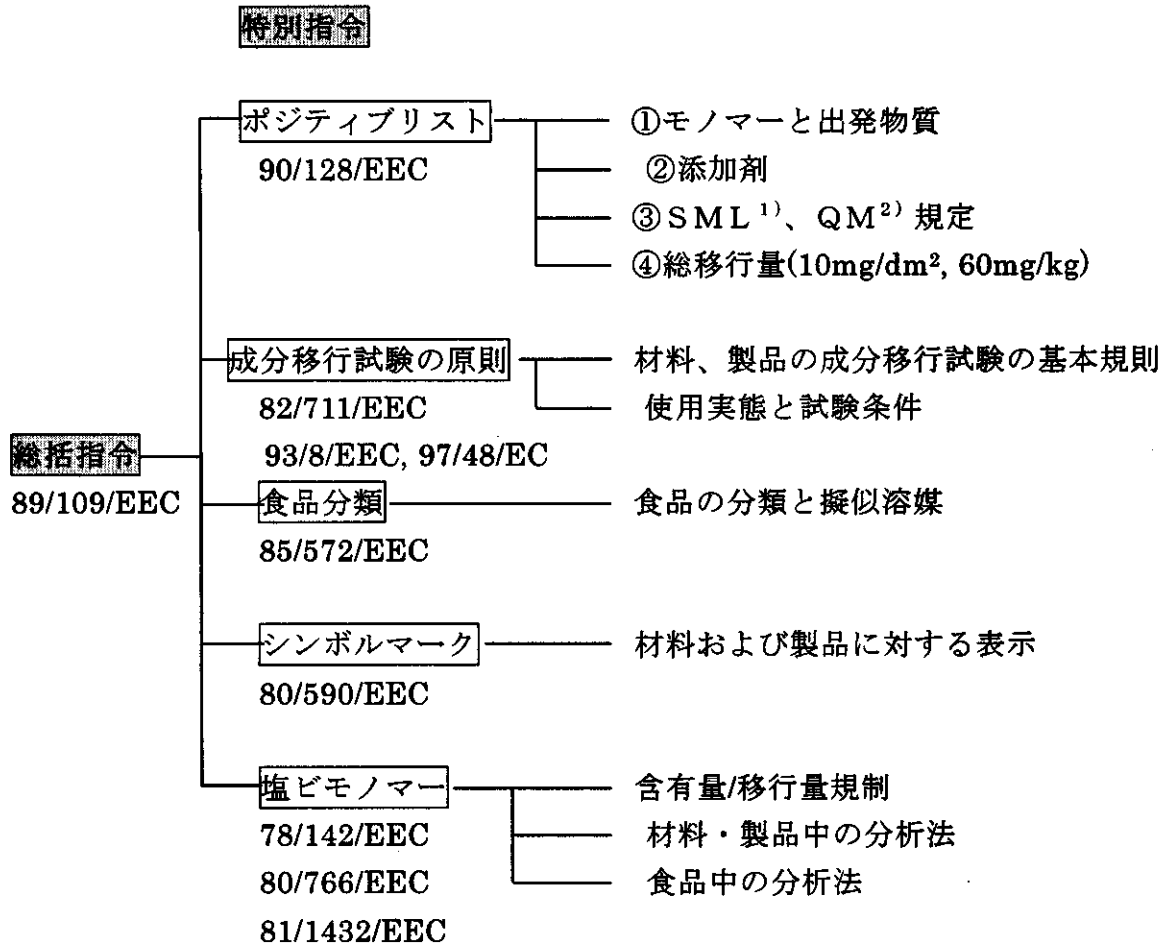 特別指令
ポジティブリスト
90/128/EEC
①モノマーと出発物質
②添加剤
③SML¹⁾、QM²⁾ 規定
④総移行量(10mg/dm², 60mg/kg)
成分移行試験の原則
82/711/EEC
93/8/EEC, 97/48/EC
材料、製品の成分移行試験の基本規則
使用実態と試験条件
総括指令
89/109/EEC
食品分類
85/572/EEC
食品の分類と擬似溶媒
シンボルマーク
80/590/EEC
材料および製品に対する表示
塩ビモノマー
78/142/EEC
80/766/EEC
81/1432/EEC
含有量/移行量規制
材料・製品中の分析法
食品中の分析法